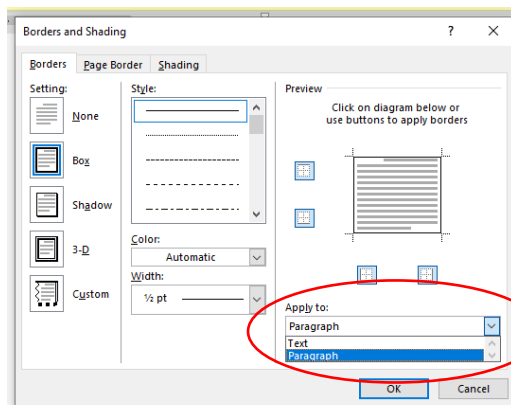 Borders and Shading
?
Borders
Page Border
Shading
Setting:
None
Box
Shadow
3-D
Custom
Style:
Color:
Automatic
Width:
½ pt
Preview
Click on diagram below or
use buttons to apply borders
Apply to:
Paragraph
Text
Paragraph
OK
Cancel